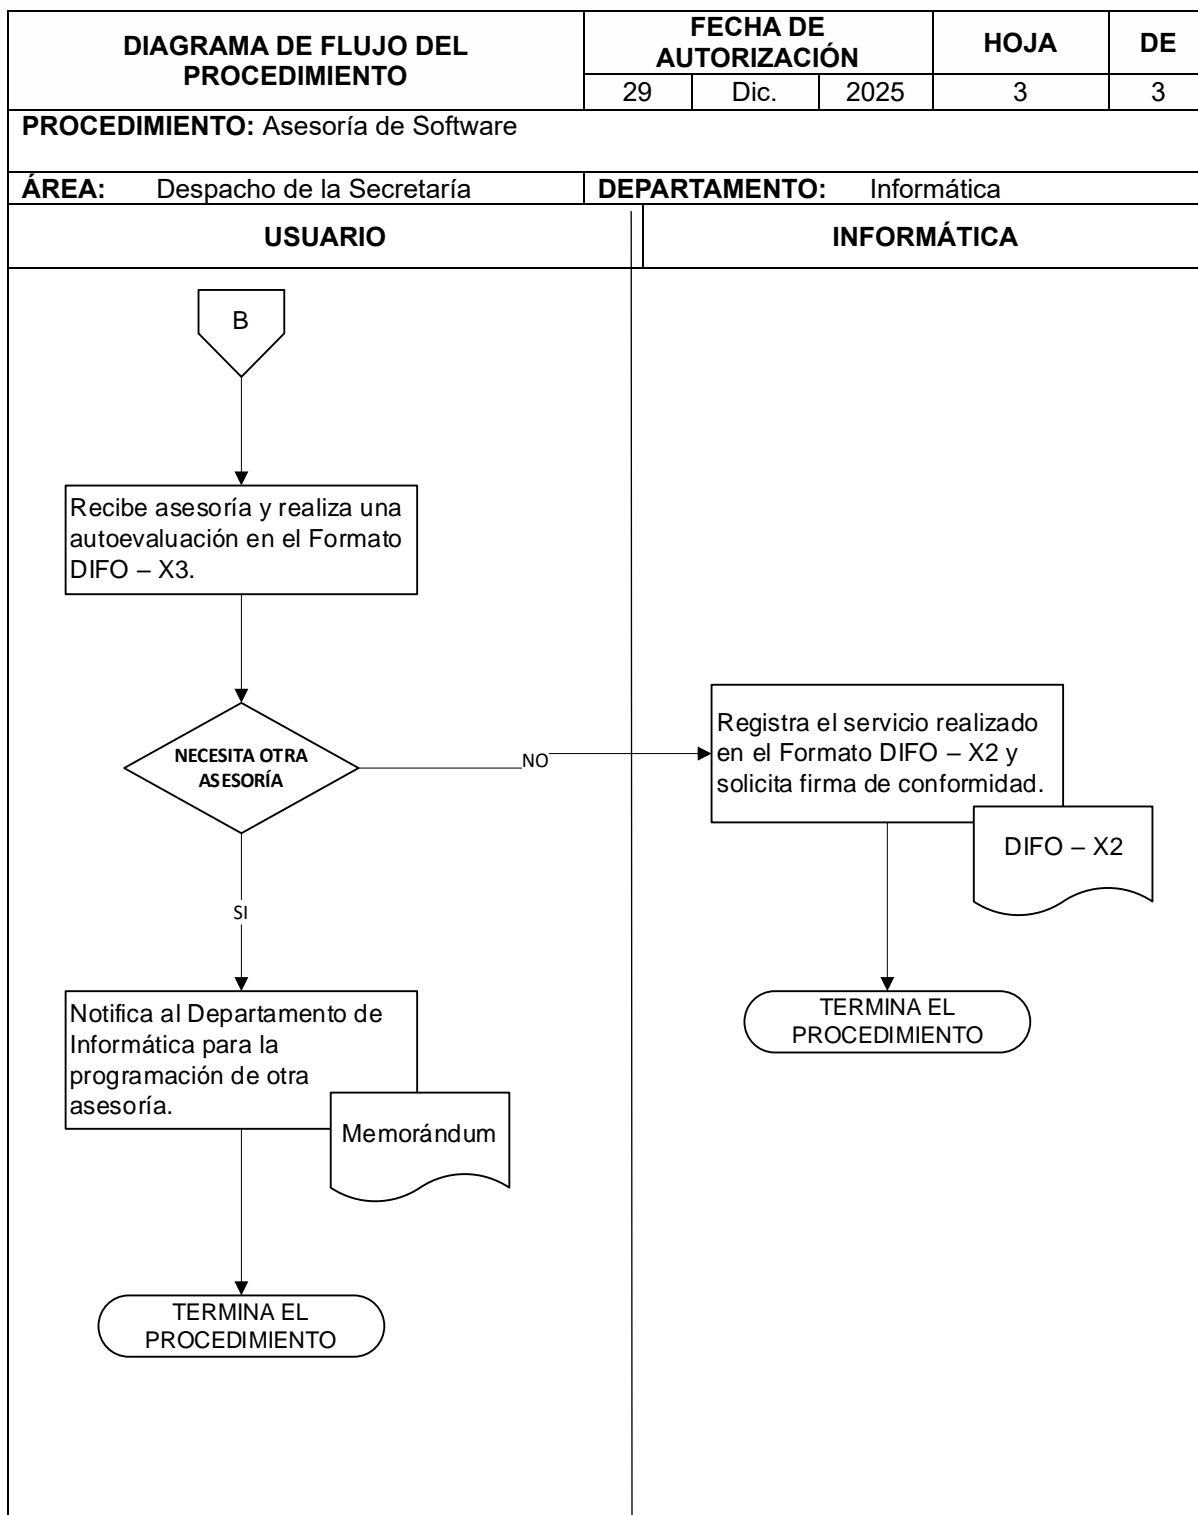 DIAGRAMA DE FLUJO DEL
PROCEDIMIENTO
FECHA DE
AUTORIZACIÓN
HOJA
DE
29
Dic.
2025
3
3
PROCEDIMIENTO: Asesoría de Software
ÁREA: Despacho de la Secretaría
DEPARTAMENTO: Informática
USUARIO
INFORMÁTICA
B
Recibe asesoría y realiza una
autoevaluación en el Formato
DIFO – X3.
NECESITA OTRA
ASESORÍA
NO
Registra el servicio realizado
en el Formato DIFO – X2 y
solicita firma de conformidad.
DIFO – X2
SI
Notifica al Departamento de
Informática para la
programación de otra
asesoría.
Memorándum
TERMINA EL
PROCEDIMIENTO
TERMINA EL
PROCEDIMIENTO